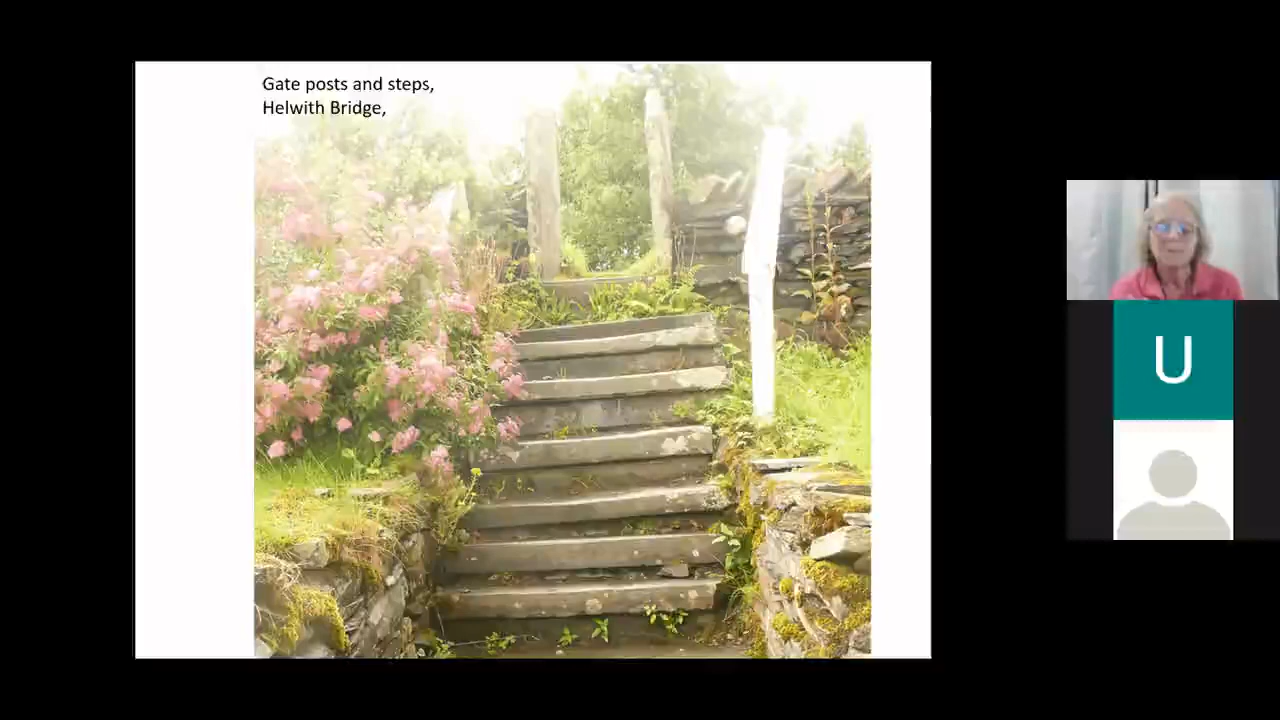 Gate posts and steps,
Helwith Bridge,
U